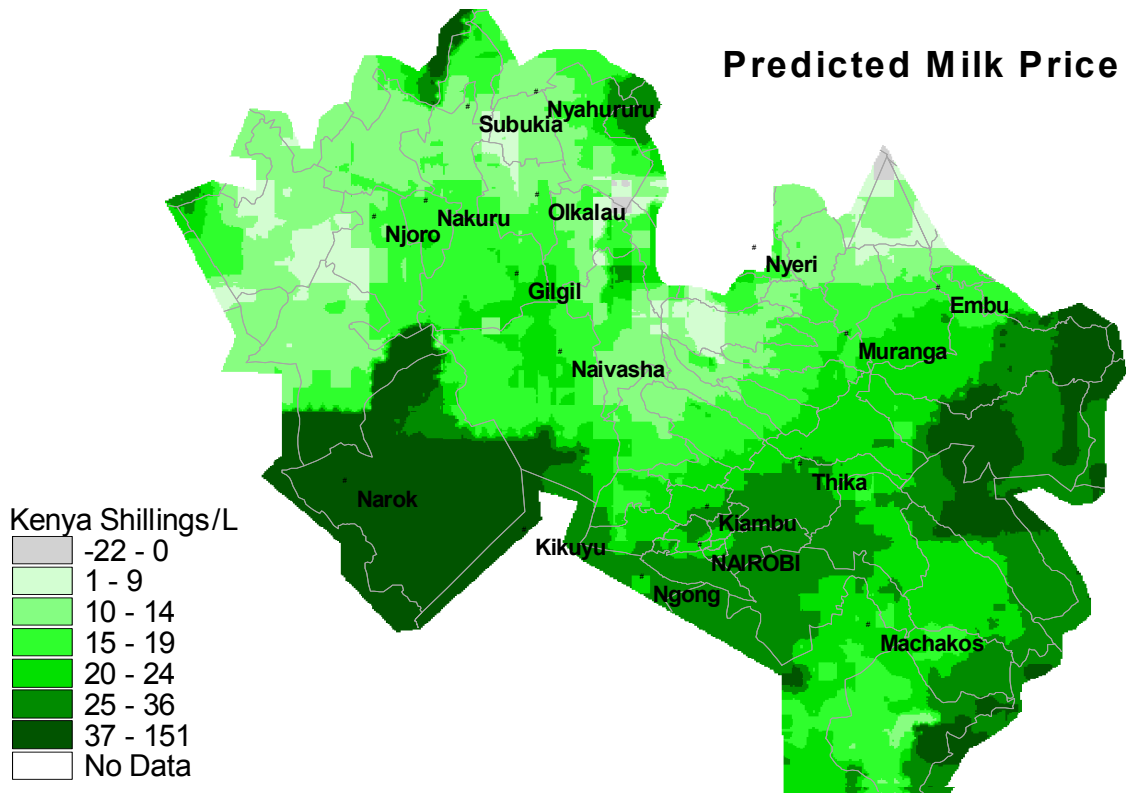 Predicted Milk Price
Nyahururu
Subukia
Olkalau
Nakuru
Njoro
Nyeri
Gilgil
Embu
Muranga
Naivasha
Thika
Narok
Kiambu
Kikuyu
NAIROBI
Ngong
Machakos
Kenya Shillings/L
-22 - 0
1 - 9
10 - 14
15 - 19
20 - 24
25 - 36
37 - 151
No Data